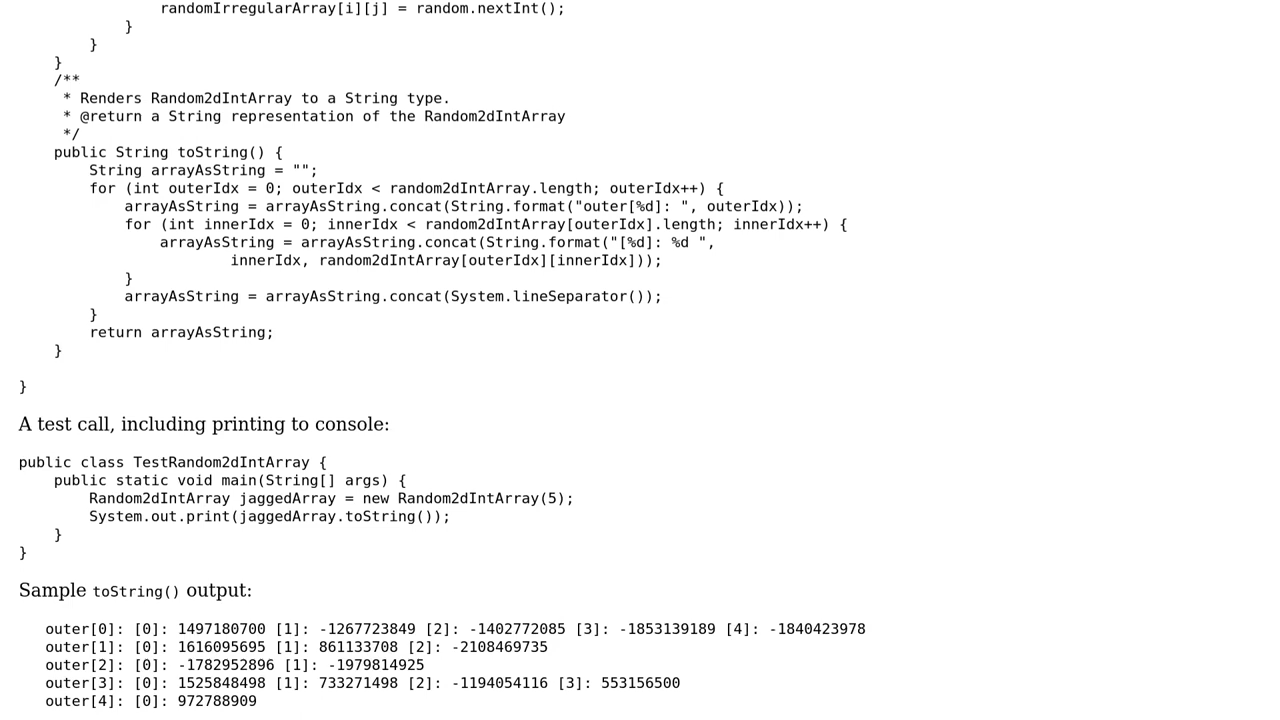 randomIrregularArray[i][j] = random.nextInt();
            }
        }
    }
    /**
     * Renders Random2dIntArray to a String type.
     * @return a String representation of the Random2dIntArray
     */
    public String toString() {
        String arrayAsString = "";
        for (int outerIdx = 0; outerIdx < random2dIntArray.length; outerIdx++) {
            arrayAsString = arrayAsString.concat(String.format("outer[%d]: ", outerIdx));
            for (int innerIdx = 0; innerIdx < random2dIntArray[outerIdx].length; innerIdx++) {
                arrayAsString = arrayAsString.concat(String.format("[%d]: %d ",
                        innerIdx, random2dIntArray[outerIdx][innerIdx]));
            }
            arrayAsString = arrayAsString.concat(System.lineSeparator());
        }
        return arrayAsString;
    }

}
A test call, including printing to console:
public class TestRandom2dIntArray {
    public static void main(String[] args) {
        Random2dIntArray jaggedArray = new Random2dIntArray(5);
        System.out.print(jaggedArray.toString());
    }
}
Sample toString() output:
   outer[0]: [0]: 1497180700 [1]: -1267723849 [2]: -1402772085 [3]: -1853139189 [4]: -1840423978
   outer[1]: [0]: 1616095695 [1]: 861133708 [2]: -2108469735
   outer[2]: [0]: -1782952896 [1]: -1979814925
   outer[3]: [0]: 1525848498 [1]: 733271498 [2]: -1194054116 [3]: 553156500
   outer[4]: [0]: 972788909